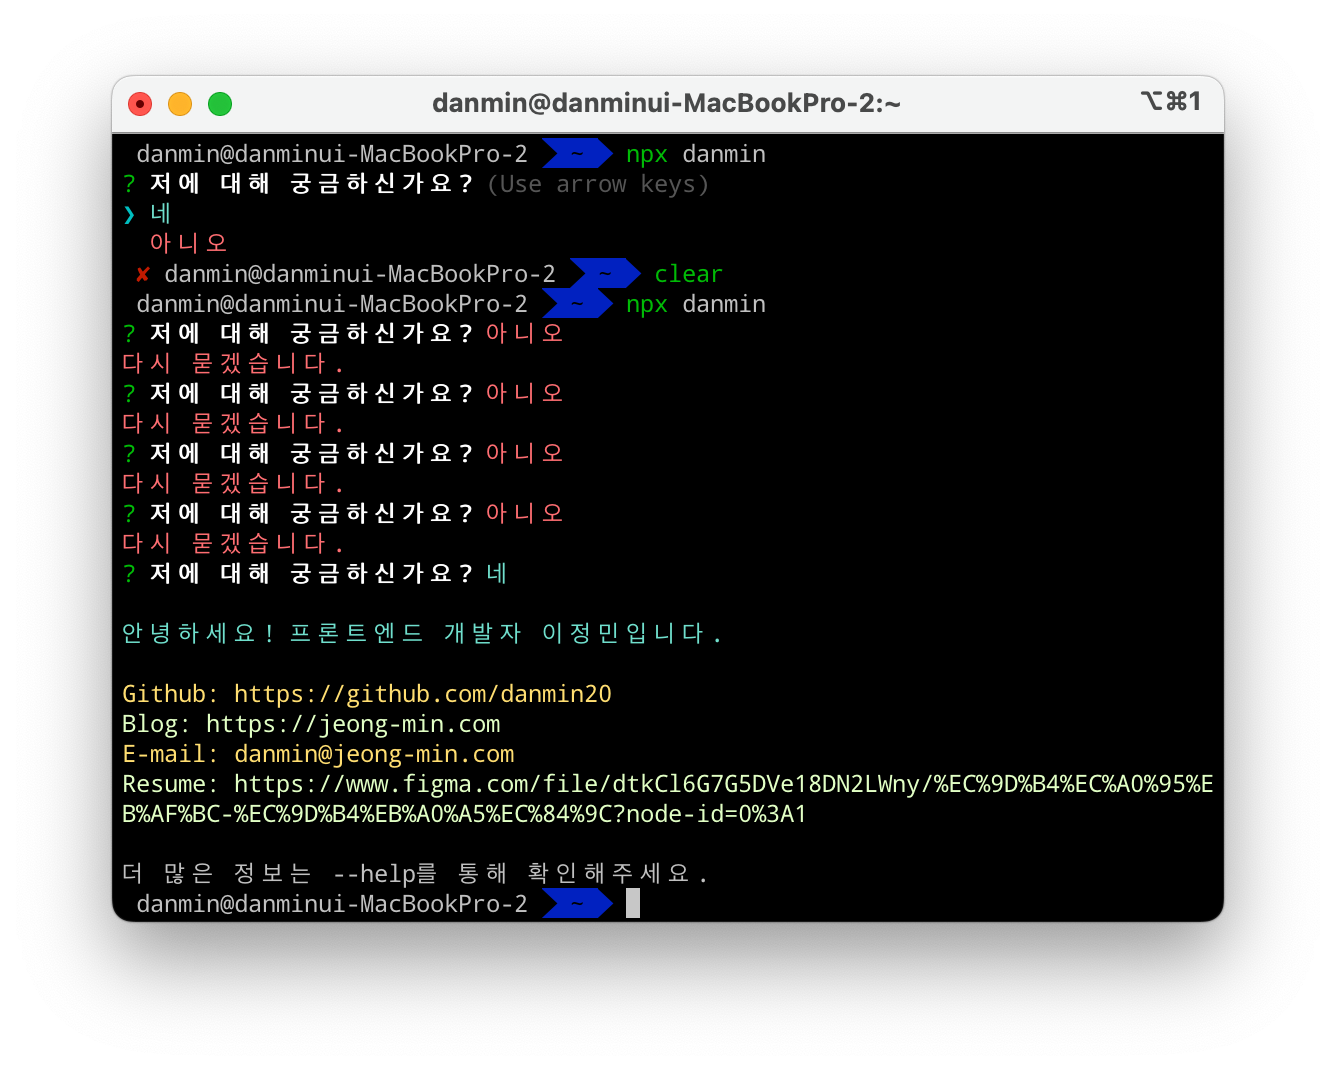 danmin@danminui-MacBookPro-2:~
⌥⌘1
danmin@danminui-MacBookPro-2 ~ npx danmin
? 저에 대해 궁금하신가요? (Use arrow keys)
❯ 네
아니오
✘ danmin@danminui-MacBookPro-2 ~ clear
danmin@danminui-MacBookPro-2 ~ npx danmin
? 저에 대해 궁금하신가요? 아니오
다시 묻겠습니다.
? 저에 대해 궁금하신가요? 아니오
다시 묻겠습니다.
? 저에 대해 궁금하신가요? 아니오
다시 묻겠습니다.
? 저에 대해 궁금하신가요? 아니오
다시 묻겠습니다.
? 저에 대해 궁금하신가요? 네
안녕하세요! 프론트엔드 개발자 이정민입니다.
Github: https://github.com/danmin20
Blog: https://jeong-min.com
E-mail: danmin@jeong-min.com
Resume: https://www.figma.com/file/dtkCl6G7G5DVe18DN2LWny/%EC%9D%B4%EC%A0%95%E
B%AF%BC-%EC%9D%B4%EB%A0%A5%EC%84%9C?node-id=0%3A1
더 많은 정보는 --help를 통해 확인해주세요.
danmin@danminui-MacBookPro-2 ~